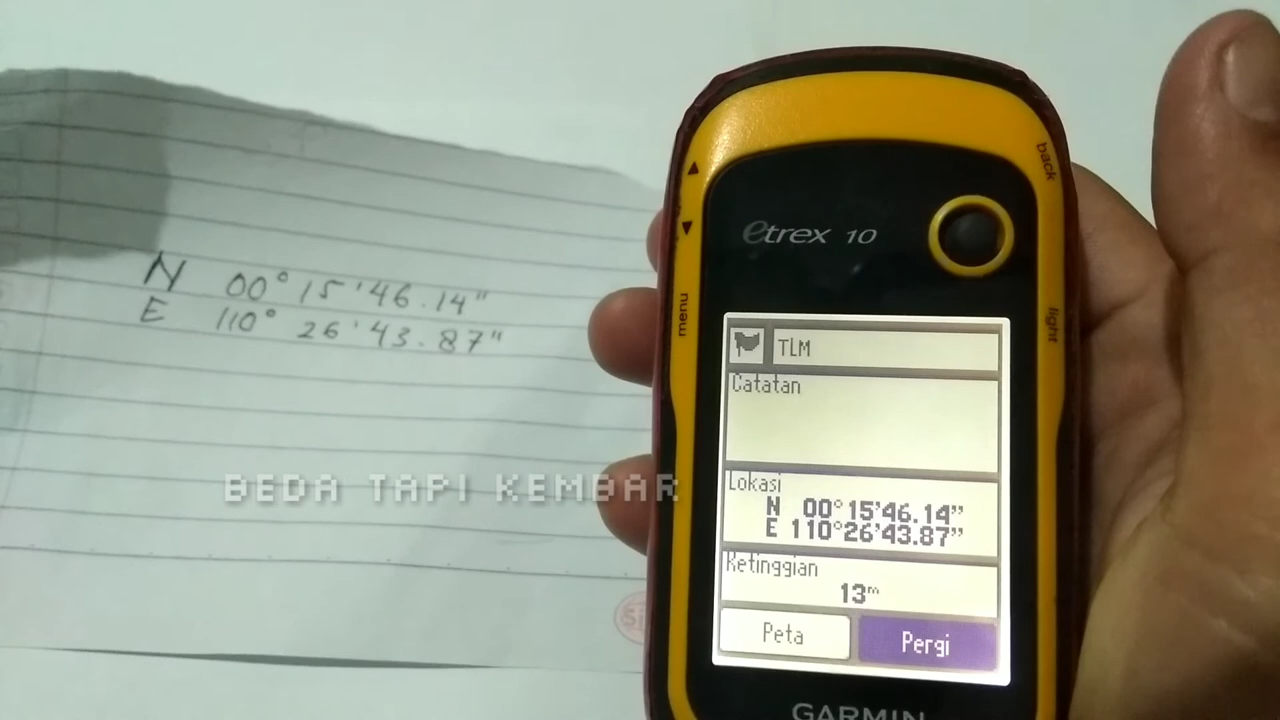 N 00° 15'46.14"
E 110° 26'43.87"
BEDA TAPI KEMBAR
back
etrex 10
menu
light
TLM
Catatan
Lokasi
N 00°15'46.14"
E 110°26'43.87"
Ketinggian
13m
Peta
Pergi
GARMIN